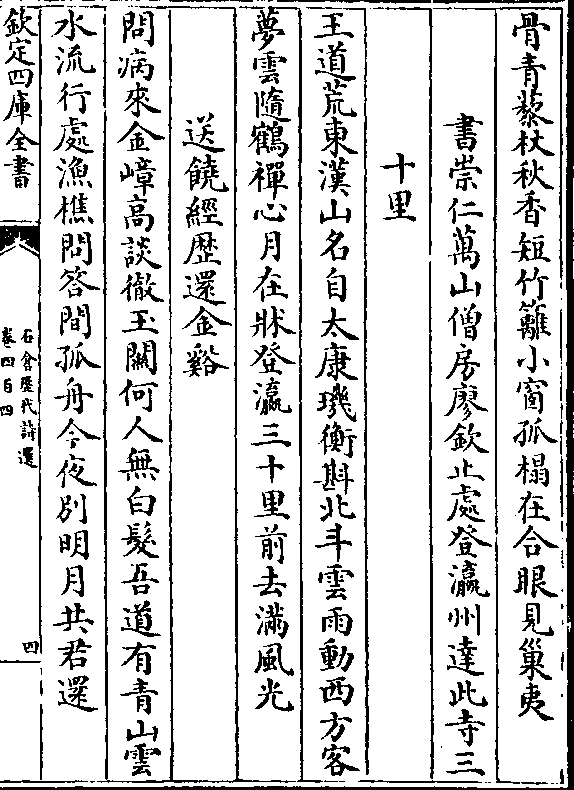 骨青藜杖秋香短竹籬小窗孤榻在合眼見巢夷
書崇仁萬山僧房廖欽止處登瀛州達此寺三
十里
王道荒東漢山名自太康璣衡斟北斗雲雨動西方客
夢雲隨鶴禪心月在牀登瀛三十里前去滿風光
送饒經歴還金谿
問病來金嶂高談徹玉關何人無白髮吾道有青山雲
水流行處漁樵問答間孤舟今夜別明月共君還
欽定四庫全書
石倉歴代詩選
卷四百四
四